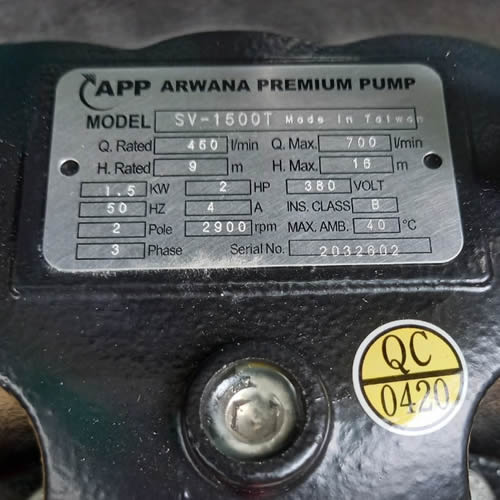 APP ARWANA PREMIUM PUMP
MODEL SV-1500T Made in Taiwan
Q. Rated 460 l/min Q. Max. 700 l/min
H. Rated 9 m H. Max. 16 m
1.5 KW 2 HP 380 VOLT
50 HZ 4 A INS. CLASS B
2 Pole 2900 rpm MAX. AMB. 40 °C
3 Phase Serial No. 2032602
QC
0420